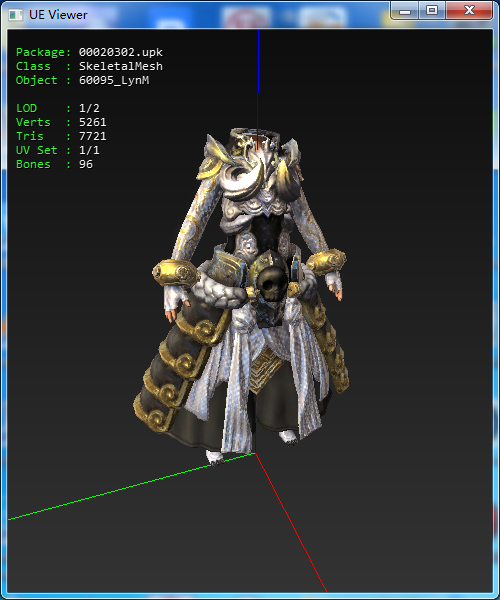 UE Viewer
Package: 00020302.upk
Class : SkeletalMesh
Object : 60095_LynM
LOD : 1/2
Verts : 5261
Tris : 7721
UV Set : 1/1
Bones : 96